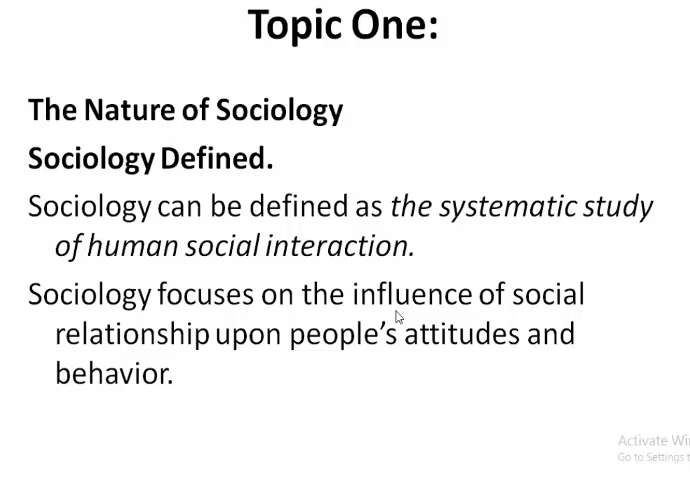 Topic One:
The Nature of Sociology
Sociology Defined.
Sociology can be defined as the systematic study
of human social interaction.
Sociology focuses on the influence of social
relationship upon people's attitudes and
behavior.
Activate
Go to Settings